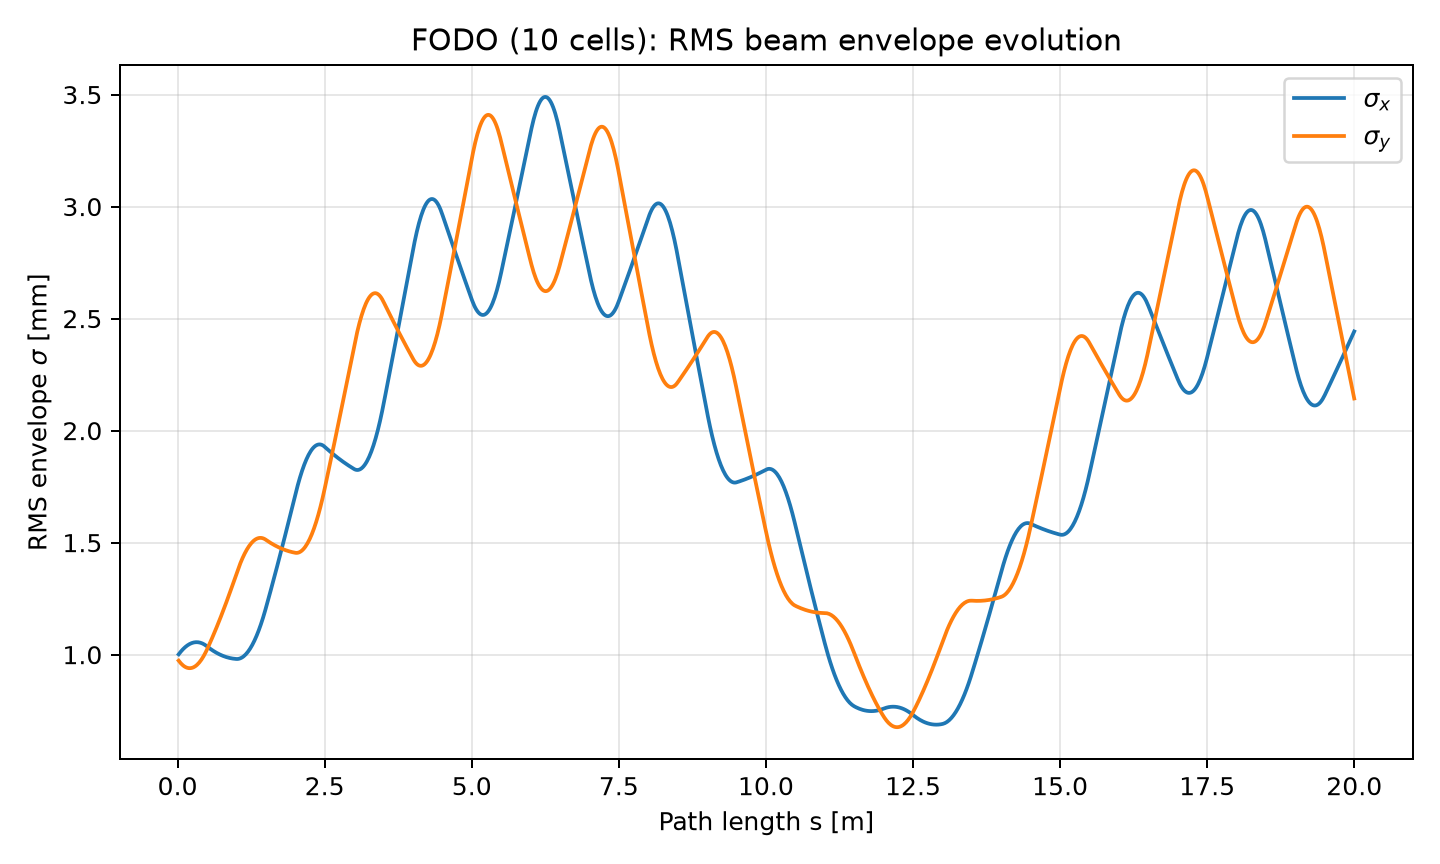 FODO (10 cells): RMS beam envelope evolution
σx
σy
RMS envelope σ [mm]
3.5
3.0
2.5
2.0
1.5
1.0
0.0 2.5 5.0 7.5 10.0 12.5 15.0 17.5 20.0
Path length s [m]